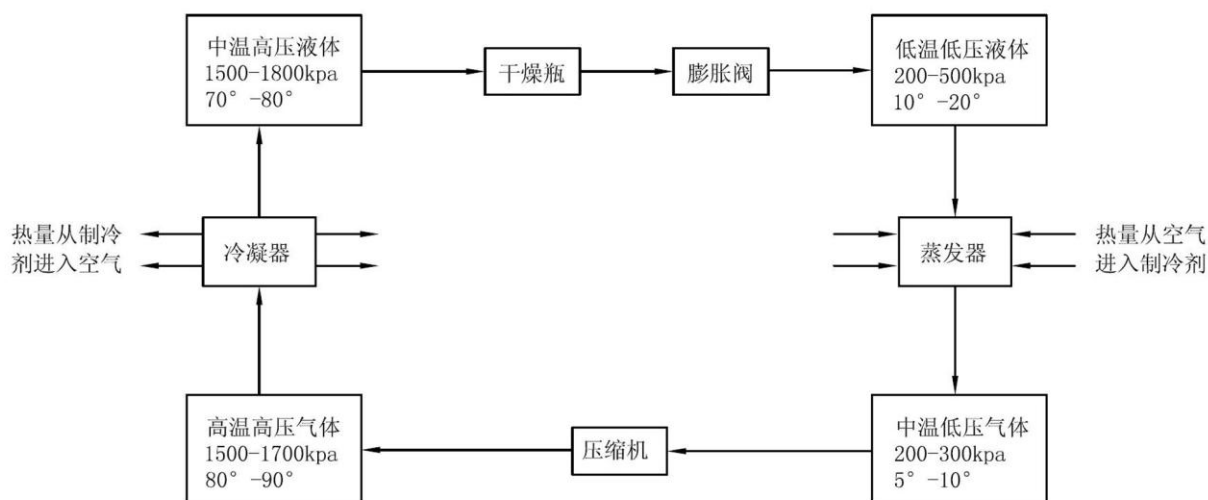 中温高压液体
1500-1800kpa
70° -80°
干燥瓶
膨胀阀
低温低压液体
200-500kpa
10° -20°
热量从制冷
剂进入空气
冷凝器
蒸发器
热量从空气
进入制冷剂
高温高压气体
1500-1700kpa
80° -90°
压缩机
中温低压气体
200-300kpa
5° -10°